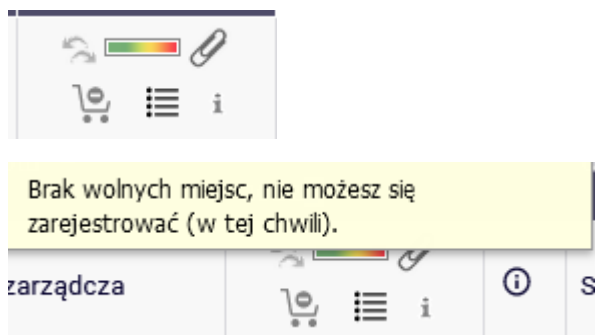 Brak wolnych miejsc, nie możesz się
zarejestrować (w tej chwili).
zarządcza